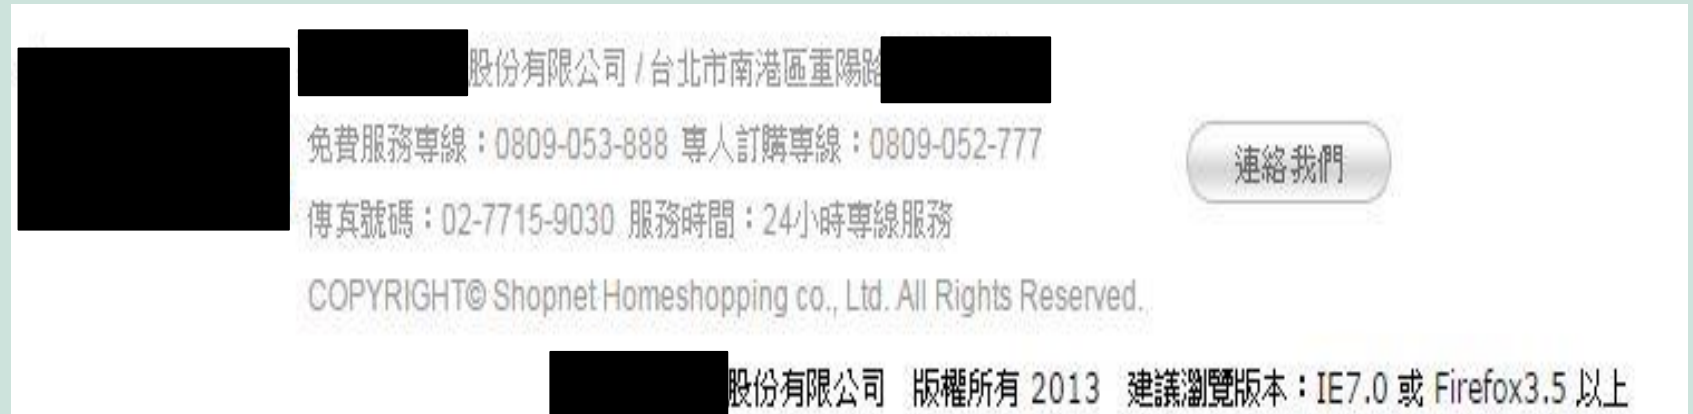 股份有限公司 / 台北市南港區重陽路
免費服務專線：0809-053-888 專人訂購專線：0809-052-777
連絡我們
傳真號碼：02-7715-9030 服務時間：24小時專線服務
COPYRIGHT© Shopnet Homeshopping co., Ltd. All Rights Reserved.
股份有限公司 版權所有 2013 建議瀏覽版本：IE7.0 或 Firefox3.5 以上